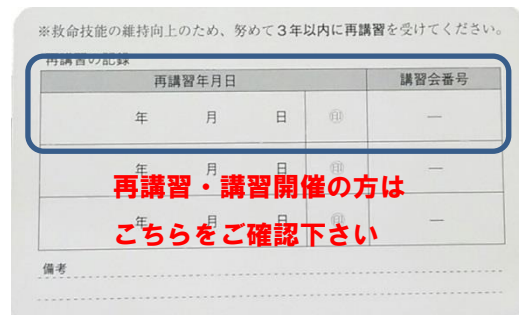 ※救命技能の維持向上のため、努めて3年以内に再講習を受けてください。
再講習の記録
再講習年月日 講習会番号
年 月 日 ㊞ —
年 月 日 ㊞ —
再講習・講習開催の方は
年 月 日 ㊞ —
こちらをご確認下さい
備考